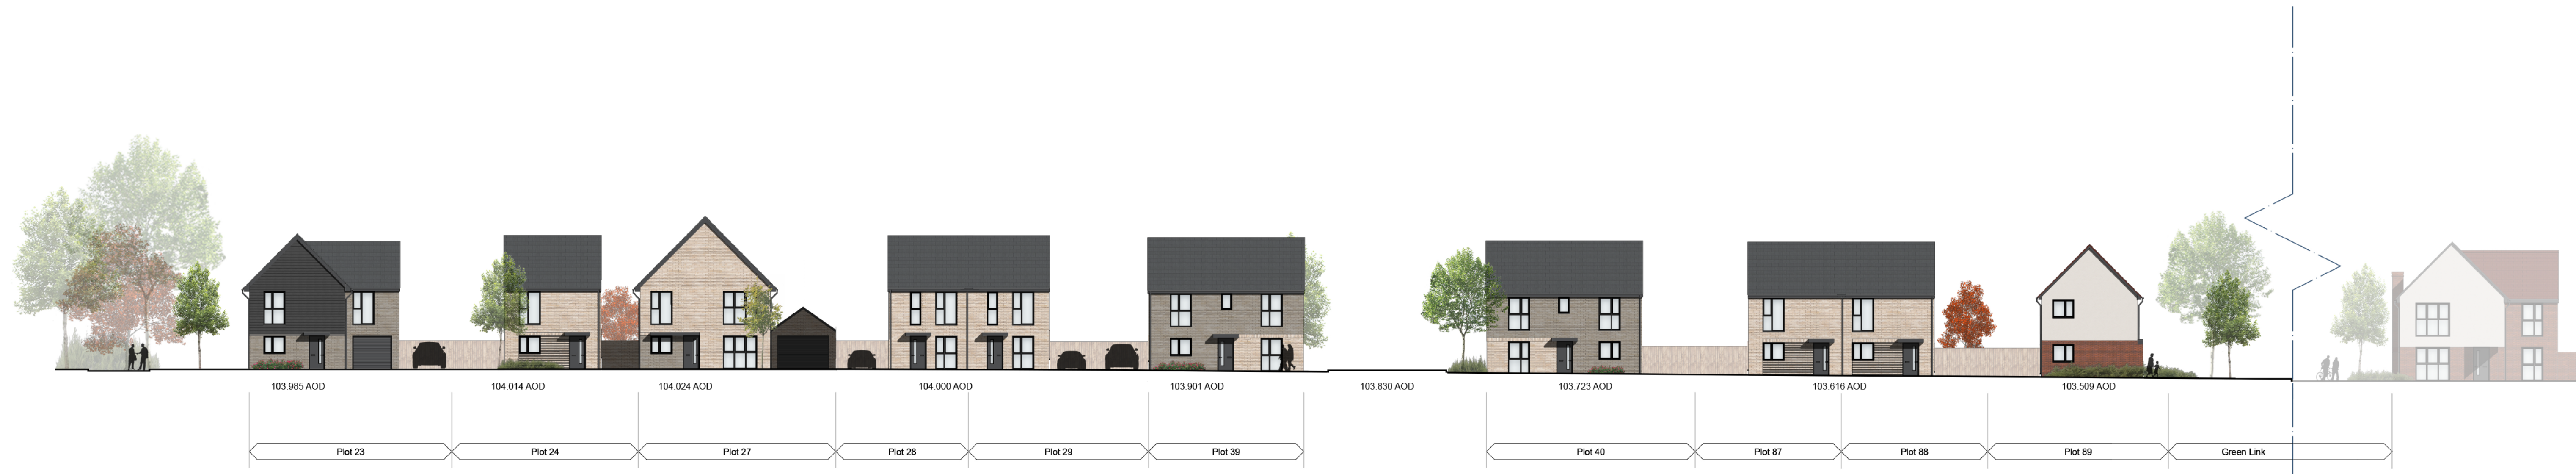 103.985 AOD
104.014 AOD
104.024 AOD
104.000 AOD
103.901 AOD
103.830 AOD
103.723 AOD
103.616 AOD
103.509 AOD
Plot 23
Plot 24
Plot 27
Plot 28
Plot 29
Plot 39
Plot 40
Plot 87
Plot 88
Plot 89
Green Link